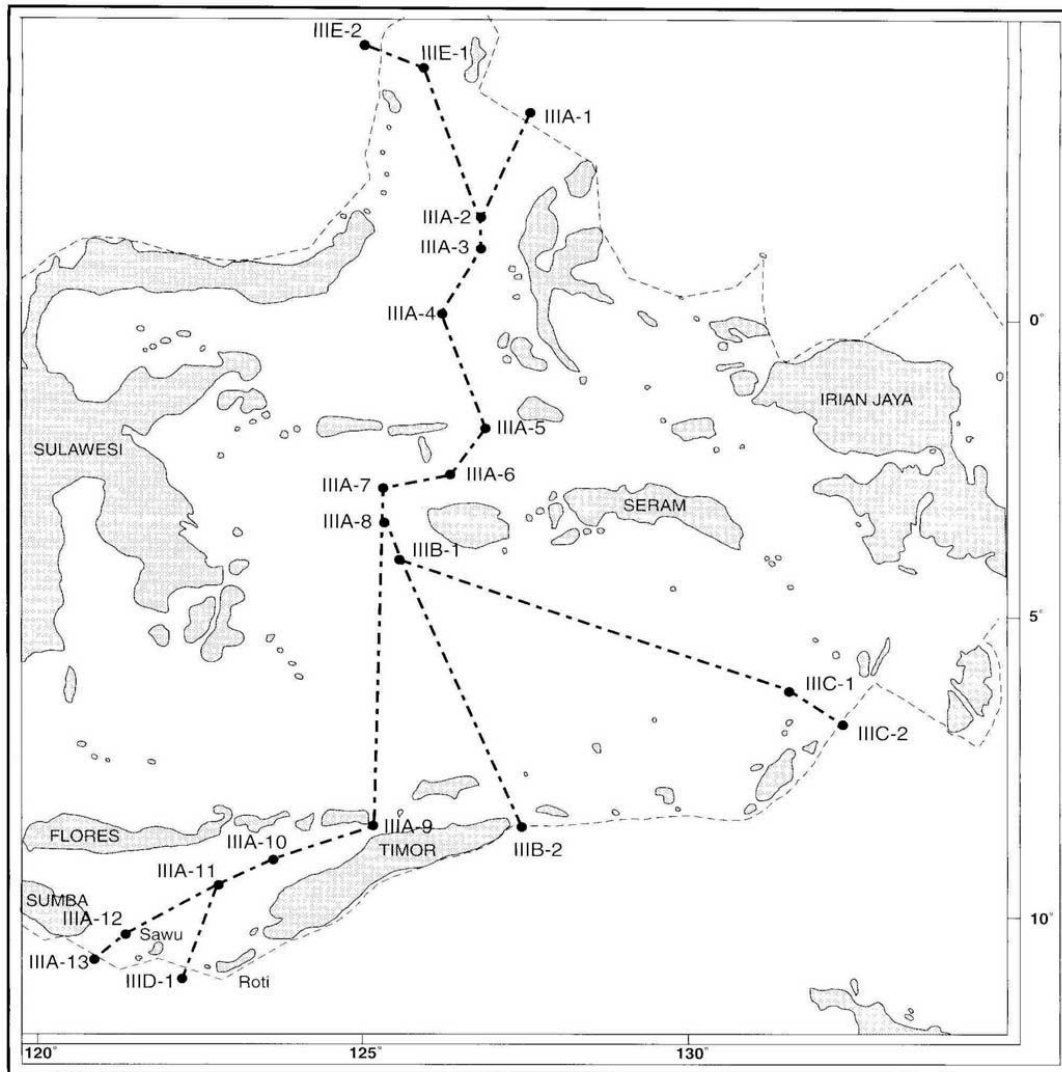 IIIE-2
IIIE-1
IIIA-1
IIIA-2
IIIA-3
IIIA-4
0°
IRIAN JAYA
IIIA-5
SULAWESI
IIIA-6
IIIA-7
SERAM
IIIA-8
IIIB-1
5°
IIIC-1
IIIC-2
IIIA-9
FLORES
IIIA-10
TIMOR
IIIB-2
IIIA-11
SUMBA
IIIA-12
10°
Sawu
IIIA-13
IIID-1
Roti
120°
125°
130°